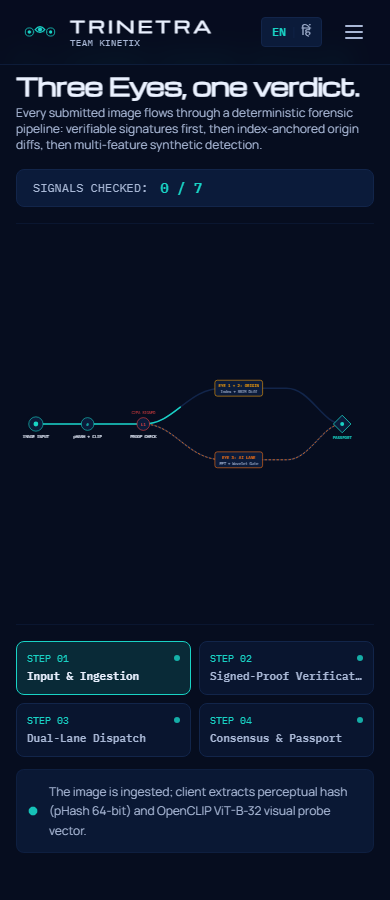 TRINETRA
TEAM KINETIX
EN हिं
Three Eyes, one verdict.
Every submitted image flows through a deterministic forensic
pipeline: verifiable signatures first, then index-anchored origin
diffs, then multi-feature synthetic detection.
SIGNALS CHECKED: 0 / 7
EYE 1 + 2: ORIGIN
INPUT
pHASH + CLIP
PROOF CHECK
EYE 3: AI LANE
PASSPORT
STEP 01
Input & Ingestion
STEP 02
Signed-Proof Verificat…
STEP 03
Dual-Lane Dispatch
STEP 04
Consensus & Passport
The image is ingested; client extracts perceptual hash
(pHash 64-bit) and OpenCLIP ViT-B-32 visual probe
vector.